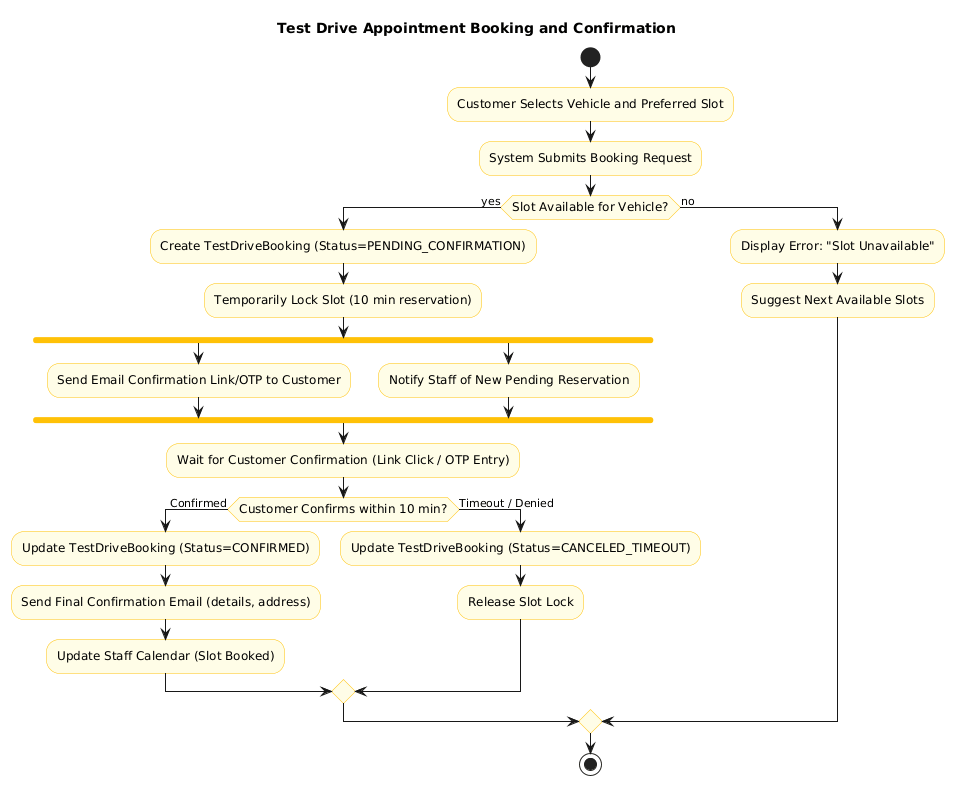 Test Drive Appointment Booking and Confirmation
Customer Selects Vehicle and Preferred Slot
System Submits Booking Request
yes
Slot Available for Vehicle?
no
Create TestDriveBooking (Status=PENDING_CONFIRMATION)
Display Error: "Slot Unavailable"
Temporarily Lock Slot (10 min reservation)
Suggest Next Available Slots
Send Email Confirmation Link/OTP to Customer
Notify Staff of New Pending Reservation
Wait for Customer Confirmation (Link Click / OTP Entry)
Confirmed
Customer Confirms within 10 min?
Timeout / Denied
Update TestDriveBooking (Status=CONFIRMED)
Update TestDriveBooking (Status=CANCELED_TIMEOUT)
Send Final Confirmation Email (details, address)
Release Slot Lock
Update Staff Calendar (Slot Booked)